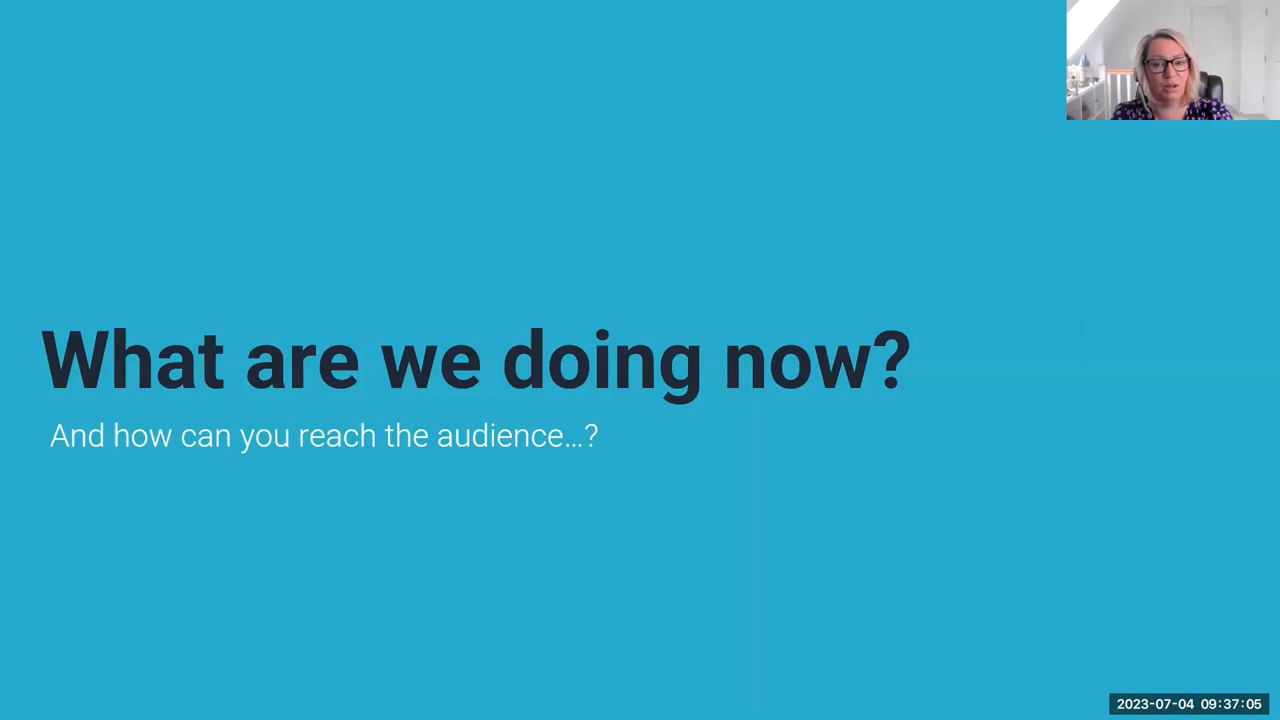 What are we doing now?
And how can you reach the audience...?
2023-07-04 09:37:05